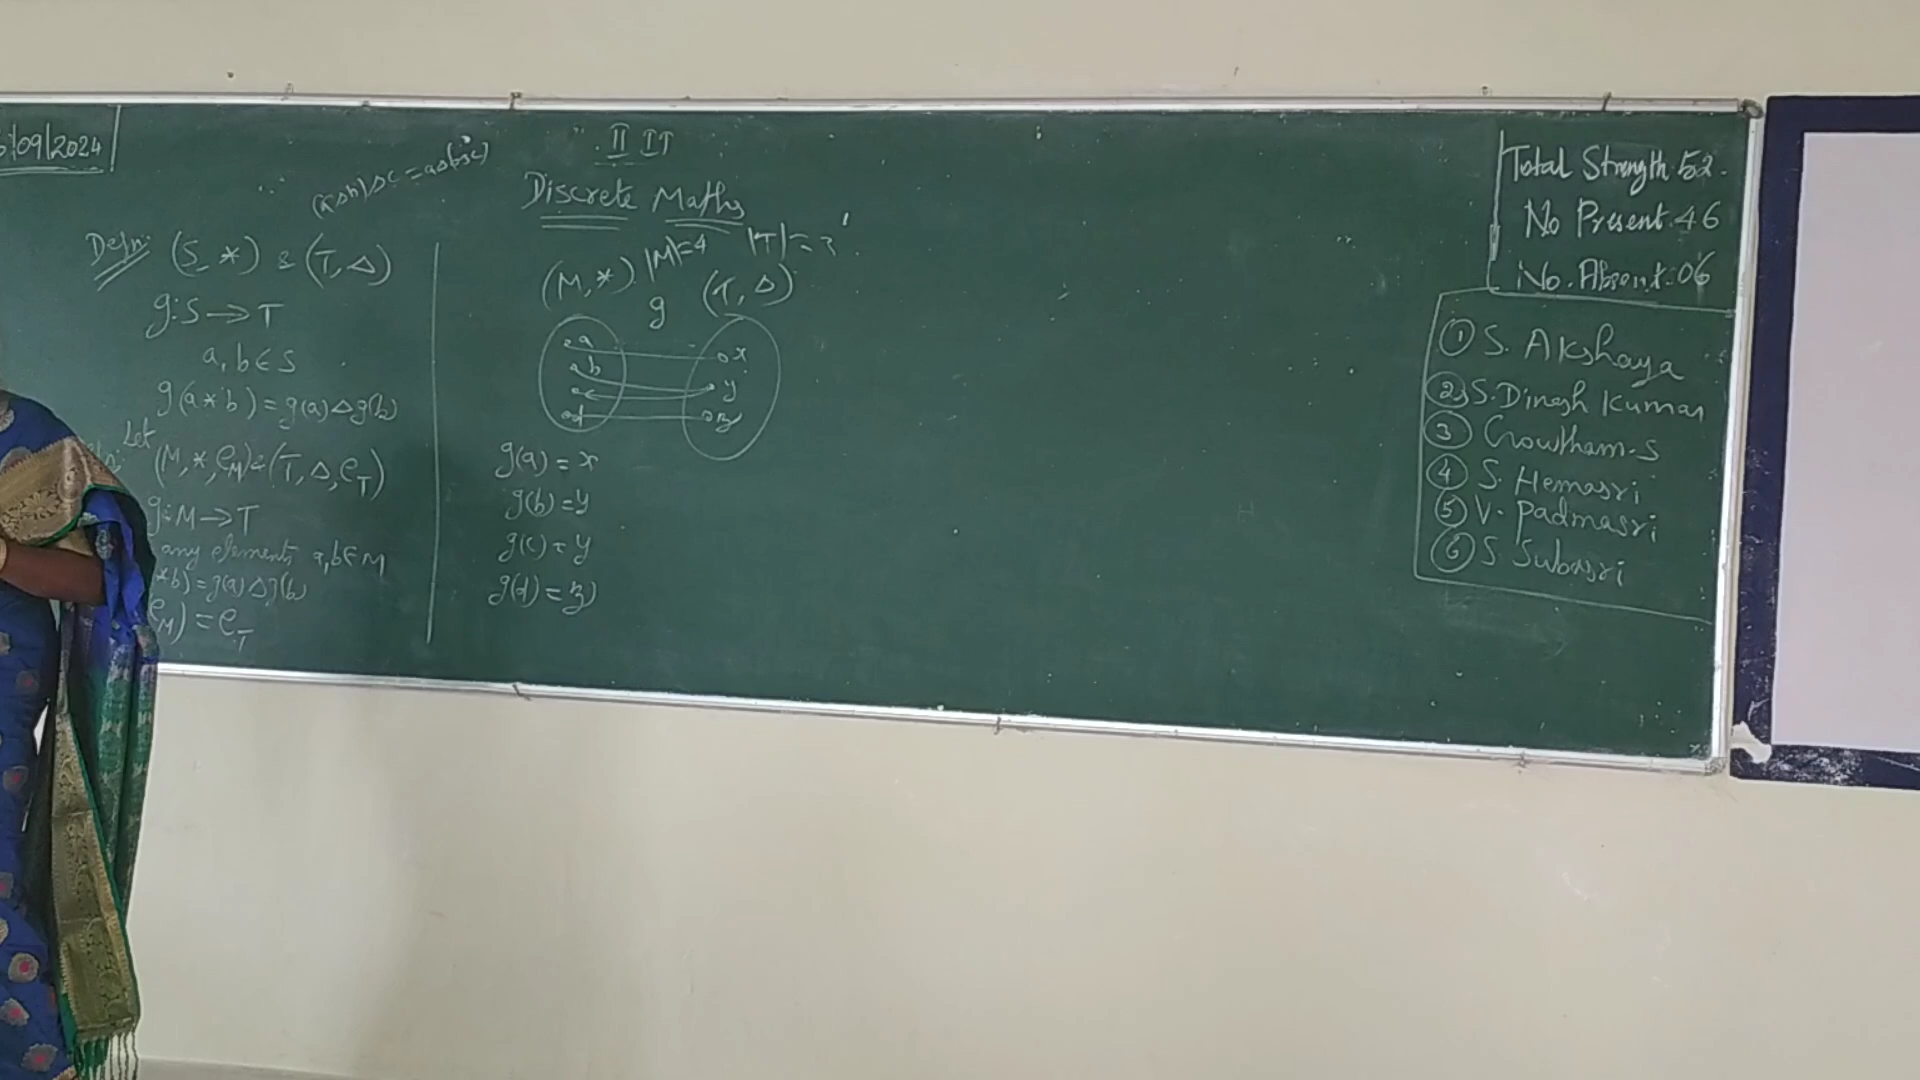 /09/2024
II IT
Discrete Maths
Defn: (S, *) & (T, Δ)
g: S → T
a, b ∈ S
g(a * b) = g(a) Δ g(b)
Let
(M, *, e_M) & (T, Δ, e_T)
g: M → T
any elements a, b ∈ M
* b) = g(a) Δ g(b)
e_M) = e_T
|M| = 4 |T| = 3
(M, *) g (T, Δ)
a x
b y
d z
g(a) = x
g(b) = y
g(c) = y
g(d) = z
Total Strength: 52.
No Present: 46
No. Absent: 06
① S. Akshaya
② S. Dinesh Kumar
③ Gowtham. S
④ S. Hemasri
⑤ V. Padmasri
⑥ S Subasri